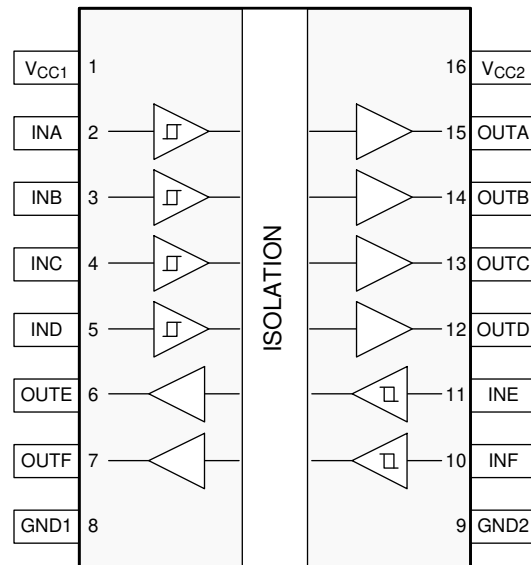 VCC1 1 16 VCC2
INA 2 15 OUTA
INB 3 14 OUTB
INC 4 13 OUTC
IND 5 12 OUTD
OUTE 6 11 INE
OUTF 7 10 INF
GND1 8 9 GND2
ISOLATION